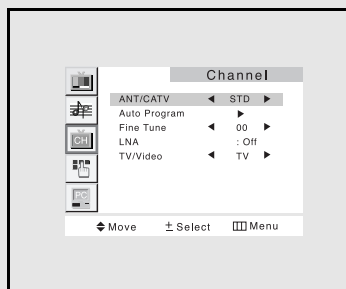 Channel
ANT/CATV ◀ STD ▶
Auto Program ▶
Fine Tune ◀ 00 ▶
LNA : Off
TV/Video ◀ TV ▶
CH
PC
Move ± Select Menu